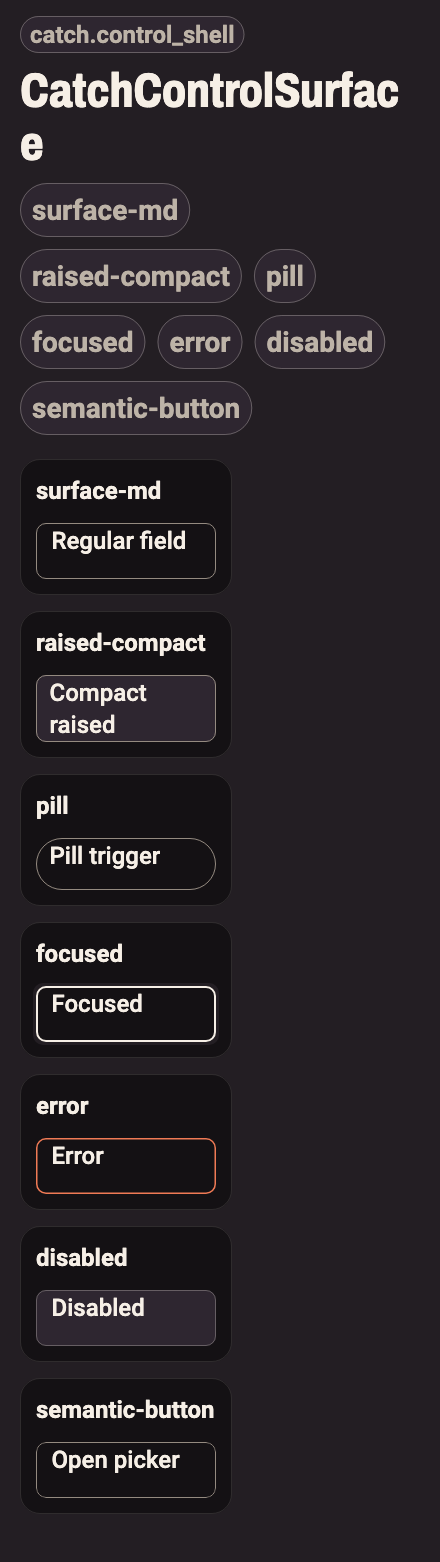 catch.control_shell
CatchControlSurfac
e
surface-md
raised-compact pill
focused error disabled
semantic-button
surface-md
Regular field
raised-compact
Compact
raised
pill
Pill trigger
focused
Focused
error
Error
disabled
Disabled
semantic-button
Open picker